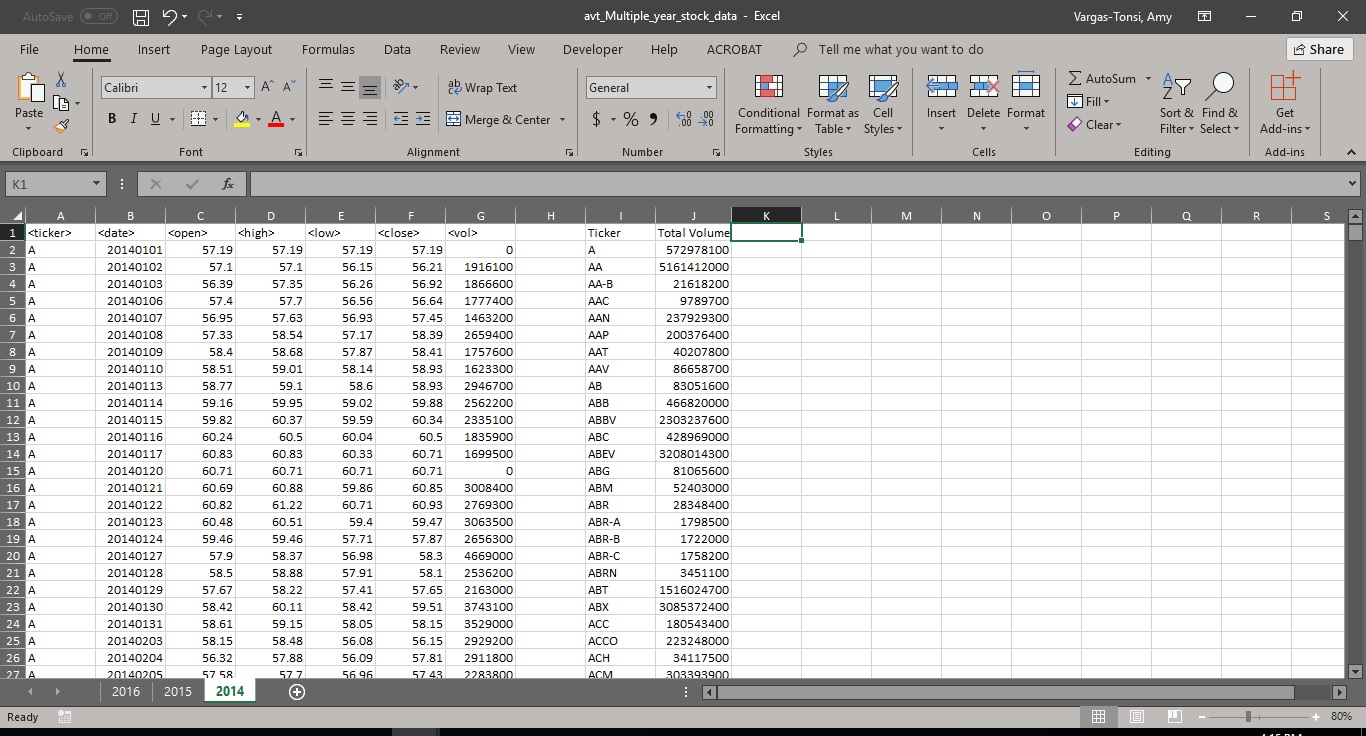 AutoSave Off avt_Multiple_year_stock_data - Excel Vargas-Tonsi, Amy
File Home Insert Page Layout Formulas Data Review View Developer Help ACROBAT Tell me what you want to do Share
Paste Calibri 12 A A Wrap Text General Conditional Format as Cell Insert Delete Format AutoSum Sort & Find & Get
B I U A Merge & Center $ % Formatting Table Styles Fill Clear Filter Select Add-ins
Clipboard Font Alignment Number Styles Cells Editing Add-ins
K1 fx
A B C D E F G H I J K L M N O P Q R S
1 <ticker> <date> <open> <high> <low> <close> <vol> Ticker Total Volume
2 A 20140101 57.19 57.19 57.19 57.19 0 A 572978100
3 A 20140102 57.1 57.1 56.15 56.21 1916100 AA 5161412000
4 A 20140103 56.39 57.35 56.26 56.92 1866600 AA-B 21618200
5 A 20140106 57.4 57.7 56.56 56.64 1777400 AAC 9789700
6 A 20140107 56.95 57.63 56.93 57.45 1463200 AAN 237929300
7 A 20140108 57.33 58.54 57.17 58.39 2659400 AAP 200376400
8 A 20140109 58.4 58.68 57.87 58.41 1757600 AAT 40207800
9 A 20140110 58.51 59.01 58.14 58.93 1623300 AAV 86658700
10 A 20140113 58.77 59.1 58.6 58.93 2946700 AB 83051600
11 A 20140114 59.16 59.95 59.02 59.88 2562200 ABB 466820000
12 A 20140115 59.82 60.37 59.59 60.34 2335100 ABBV 2303237600
13 A 20140116 60.24 60.5 60.04 60.5 1835900 ABC 428969000
14 A 20140117 60.83 60.83 60.33 60.71 1699500 ABEV 3208014300
15 A 20140120 60.71 60.71 60.71 60.71 0 ABG 81065600
16 A 20140121 60.69 60.88 59.86 60.85 3008400 ABM 52403000
17 A 20140122 60.82 61.22 60.71 60.93 2769300 ABR 28348400
18 A 20140123 60.48 60.51 59.4 59.47 3063500 ABR-A 1798500
19 A 20140124 59.46 59.46 57.71 57.87 2656300 ABR-B 1722000
20 A 20140127 57.9 58.37 56.98 58.3 4669000 ABR-C 1758200
21 A 20140128 58.5 58.88 57.91 58.1 2536200 ABRN 3451100
22 A 20140129 57.67 58.22 57.41 57.65 2163000 ABT 1516024700
23 A 20140130 58.42 60.11 58.42 59.51 3743100 ABX 3085372400
24 A 20140131 58.61 59.15 58.05 58.15 3529000 ACC 180543400
25 A 20140203 58.15 58.48 56.08 56.15 2929200 ACCO 223248000
26 A 20140204 56.32 57.88 56.09 57.81 2911800 ACH 34117500
27 A 20140205 57.58 57.7 56.96 57.43 2283800 ACM 303393900
2016 2015 2014
Ready 80%